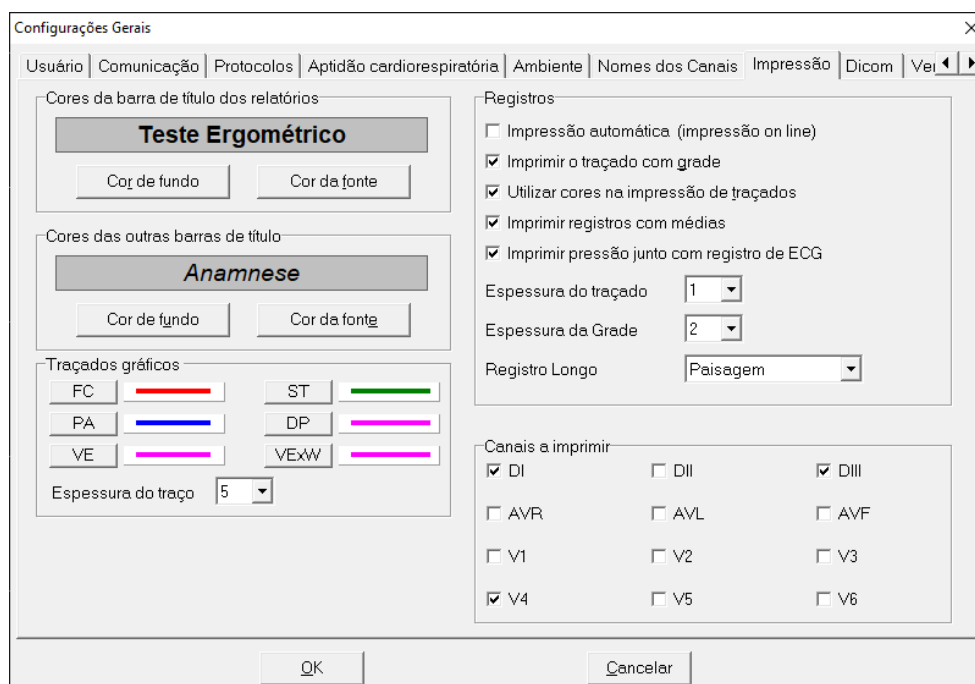 Configurações Gerais
Usuário Comunicação Protocolos Aptidão cardiorespiratória Ambiente Nomes dos Canais Impressão Dicom
Cores da barra de título dos relatórios
Teste Ergométrico
Cor de fundo Cor da fonte
Cores das outras barras de título
Anamnese
Cor de fundo Cor da fonte
Traçados gráficos
FC ST
PA DP
VE VExW
Espessura do traço 5
Registros
Impressão automática (impressão on line)
Imprimir o traçado com grade
Utilizar cores na impressão de traçados
Imprimir registros com médias
Imprimir pressão junto com registro de ECG
Espessura do traçado 1
Espessura da Grade 2
Registro Longo Paisagem
Canais a imprimir
DI DII DIII
AVR AVL AVF
V1 V2 V3
V4 V5 V6
OK Cancelar